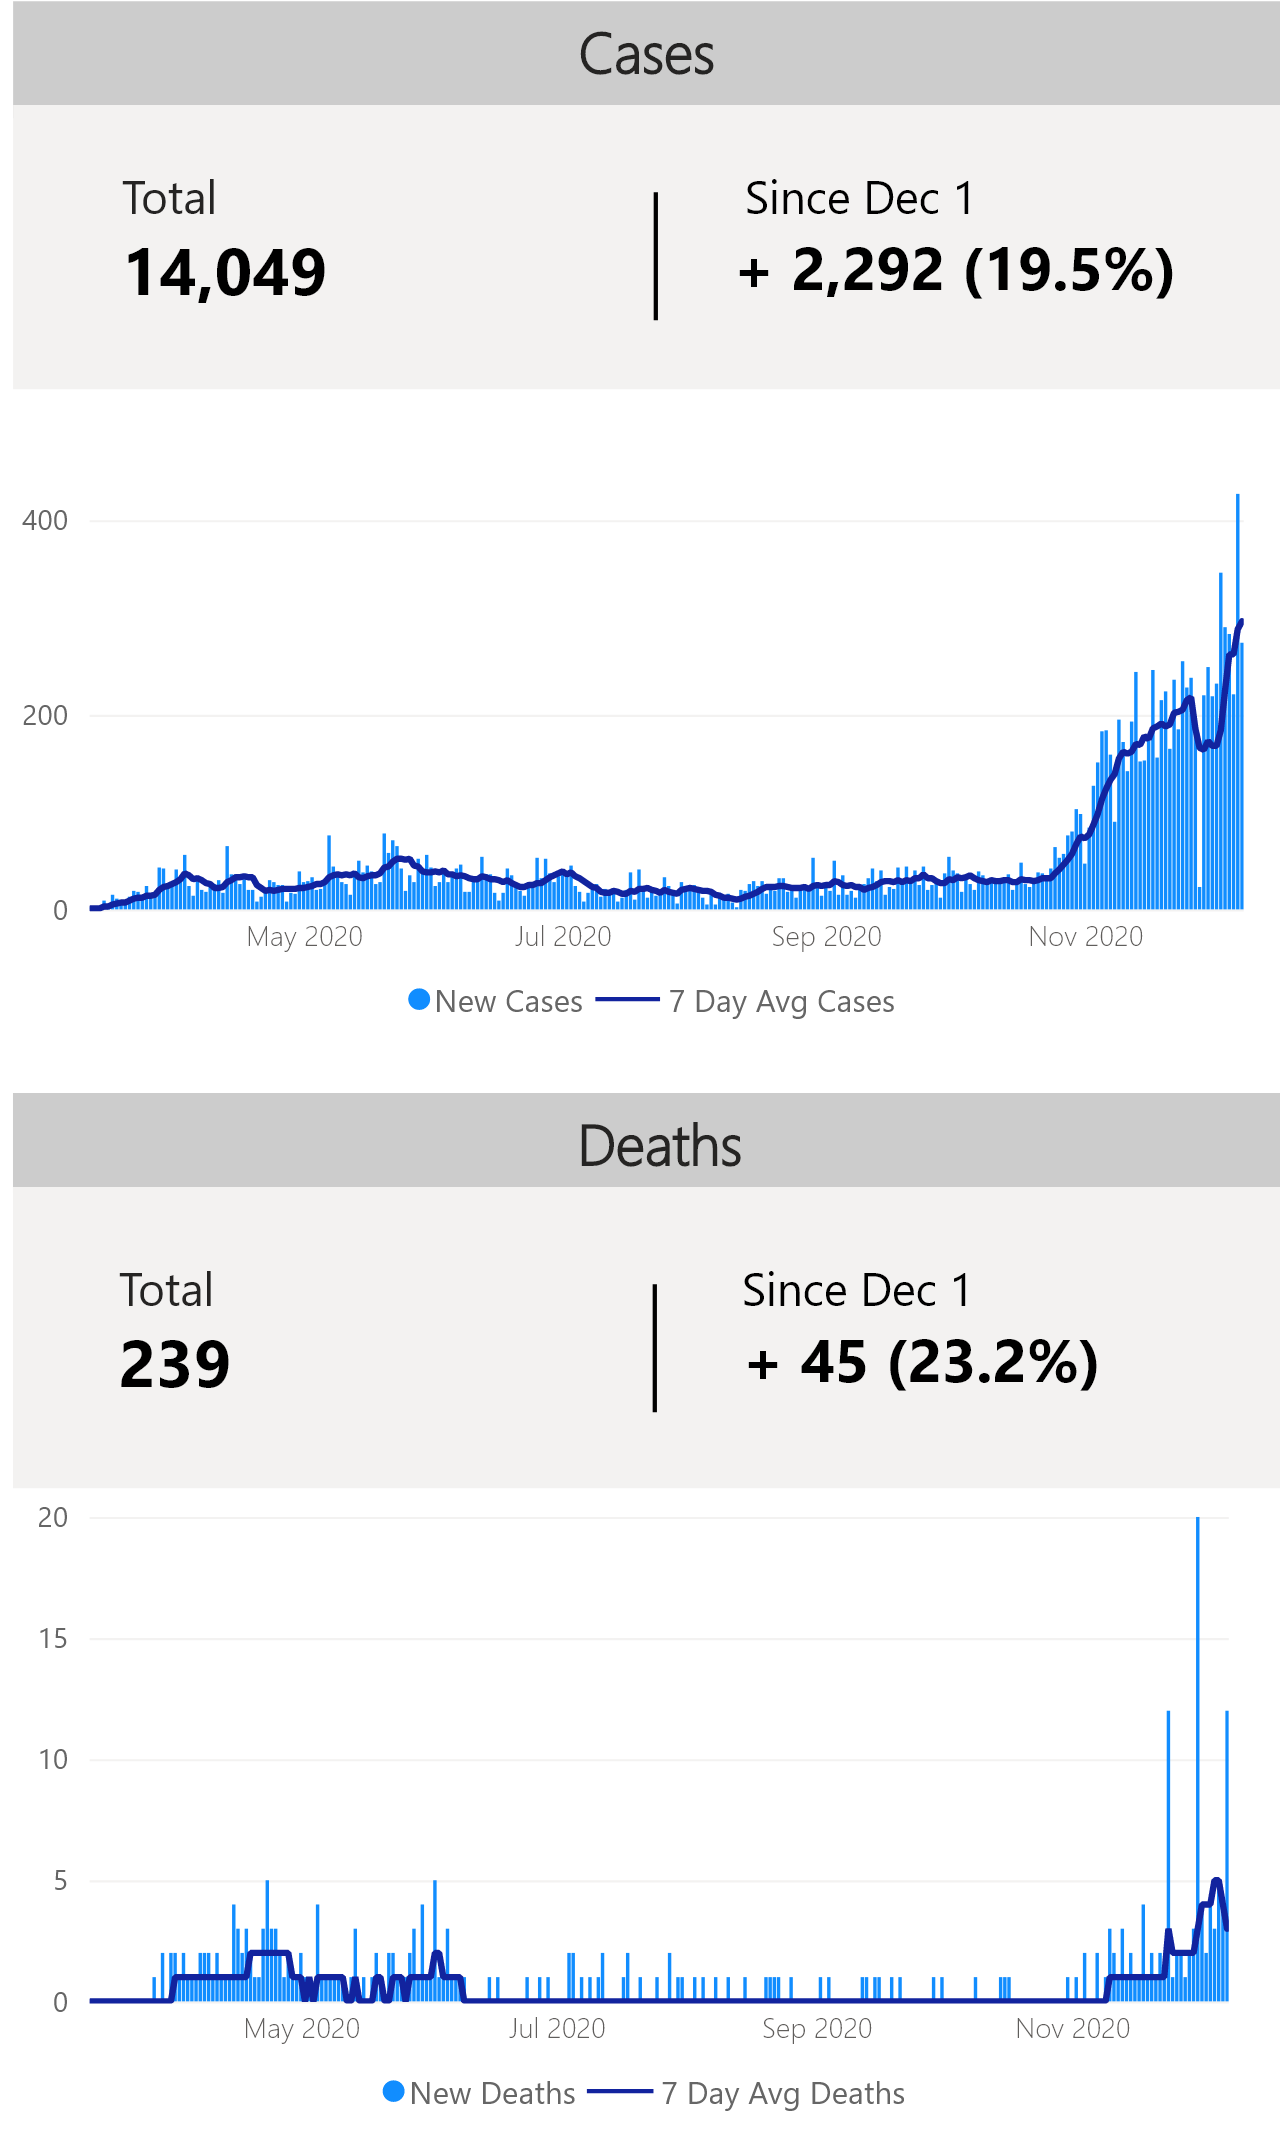 Cases
Total
14,049
Since Dec 1
+ 2,292 (19.5%)
400
200
0
May 2020
Jul 2020
Sep 2020
Nov 2020
New Cases
7 Day Avg Cases
Deaths
Total
239
Since Dec 1
+ 45 (23.2%)
20
15
10
5
0
May 2020
Jul 2020
Sep 2020
Nov 2020
New Deaths
7 Day Avg Deaths